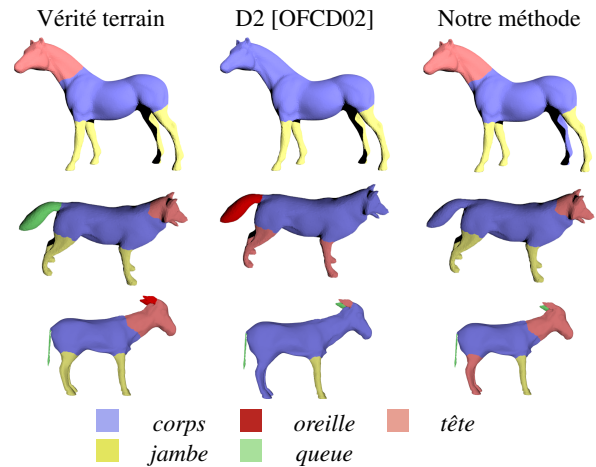 Vérité terrain D2 [OFCD02] Notre méthode
corps oreille tête
jambe queue